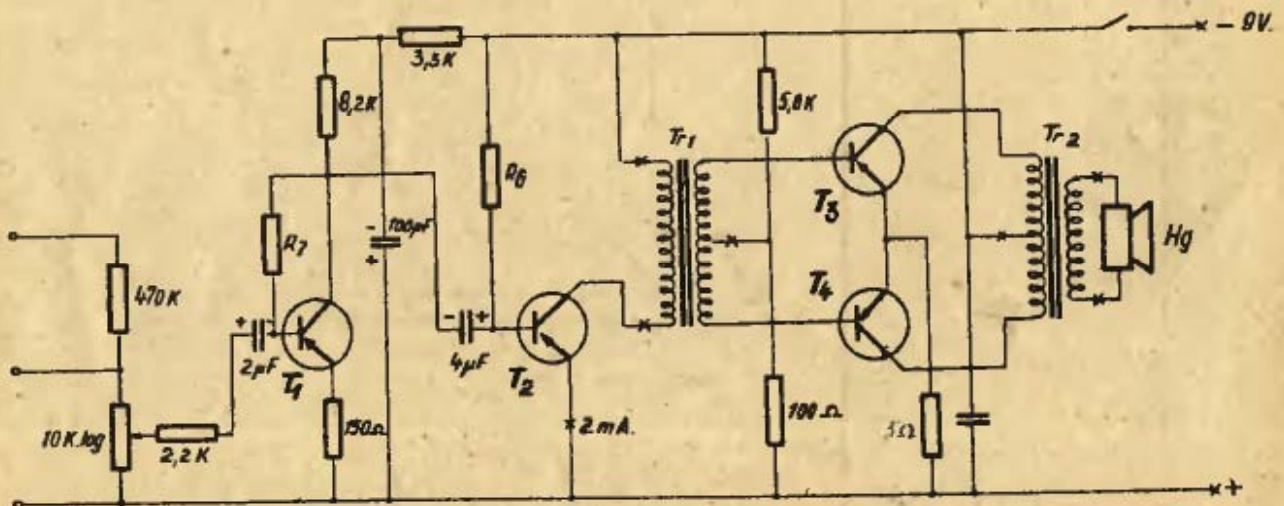 – 9V.
3,3K
8,2K
5,8K
Tr1
Tr2
R6
T3
- 100µF
+
R7
Hg
470K
T4
+ -
- +
2µF
4µF
T1
T2
10K.log
2,2K
150Ω
2mA.
100Ω
5Ω
+